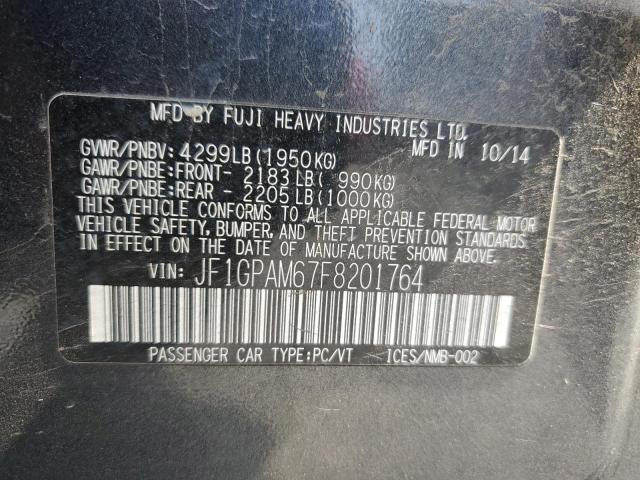 MFD BY FUJI HEAVY INDUSTRIES LTD.
GVWR/PNBV: 4299LB(1950KG) MFD IN 10/14
GAWR/PNBE:FRONT- 2183LB( 990KG)
GAWR/PNBE:REAR - 2205LB(1000KG)
THIS VEHICLE CONFORMS TO ALL APPLICABLE FEDERAL MOTOR
VEHICLE SAFETY, BUMPER, AND THEFT PREVENTION STANDARDS
IN EFFECT ON THE DATE OF MANUFACTURE SHOWN ABOVE.
VIN: JF1GPAM67F8201764
PASSENGER CAR TYPE:PC/VT ICES/NMB-002